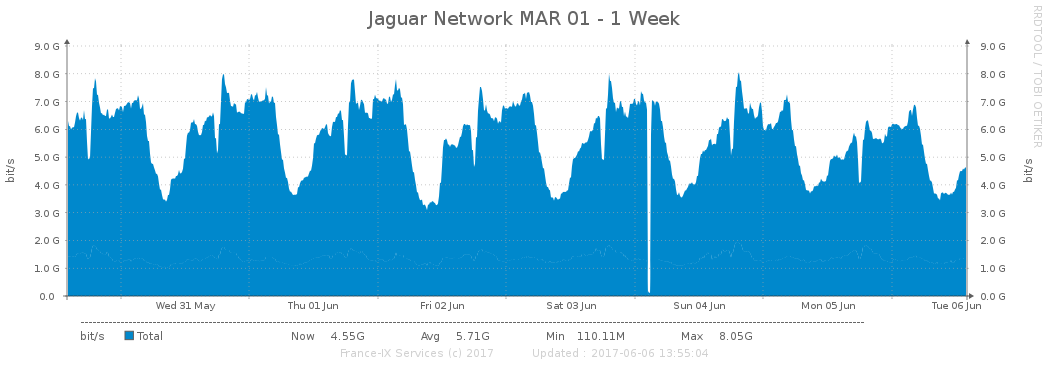 Jaguar Network MAR 01 - 1 Week
RRDTOOL / TOBI OETIKER
bit/s
9.0 G 9.0 G
8.0 G 8.0 G
7.0 G 7.0 G
6.0 G 6.0 G
5.0 G 5.0 G
4.0 G 4.0 G
3.0 G 3.0 G
2.0 G 2.0 G
1.0 G 1.0 G
0.0 0.0 G
bit/s
Wed 31 May Thu 01 Jun Fri 02 Jun Sat 03 Jun Sun 04 Jun Mon 05 Jun Tue 06 Jun
bit/s Total Now 4.55G Avg 5.71G Min 110.11M Max 8.05G
France-IX Services (c) 2017 Updated : 2017-06-06 13:55:04